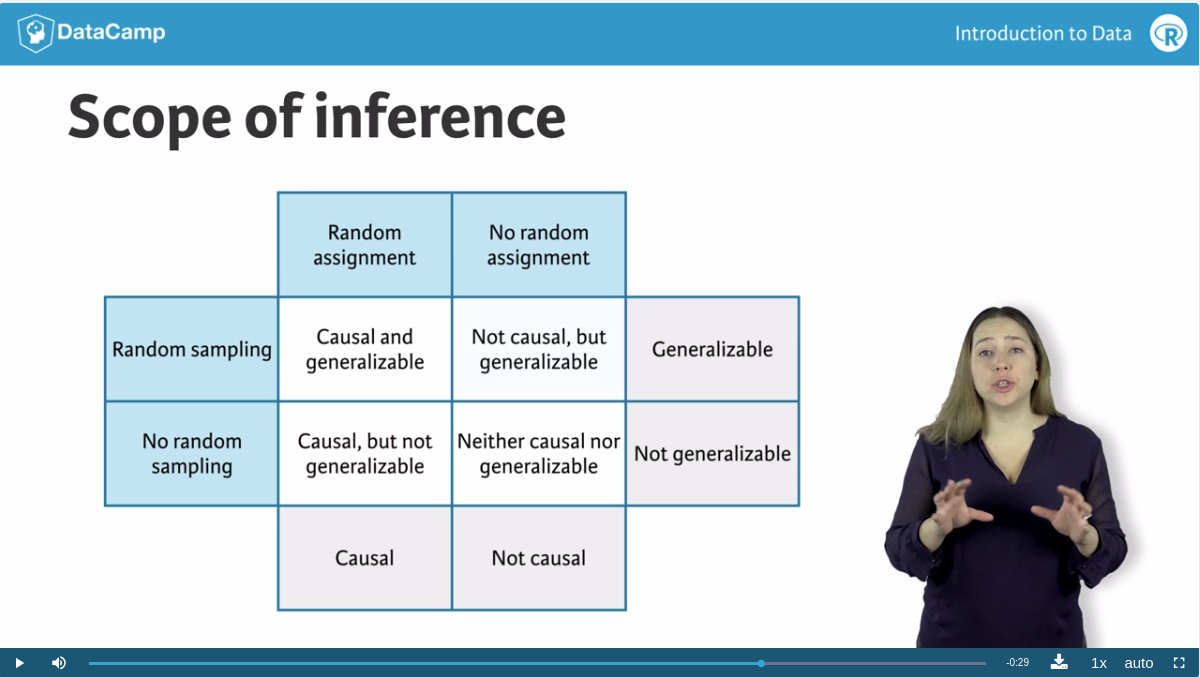 DataCamp
Introduction to Data
R
Scope of inference
Random
assignment
No random
assignment
Random sampling
Causal and
generalizable
Not causal, but
generalizable
Generalizable
No random
sampling
Causal, but not
generalizable
Neither causal nor
generalizable
Not generalizable
Causal
Not causal
-0:29
1x
auto